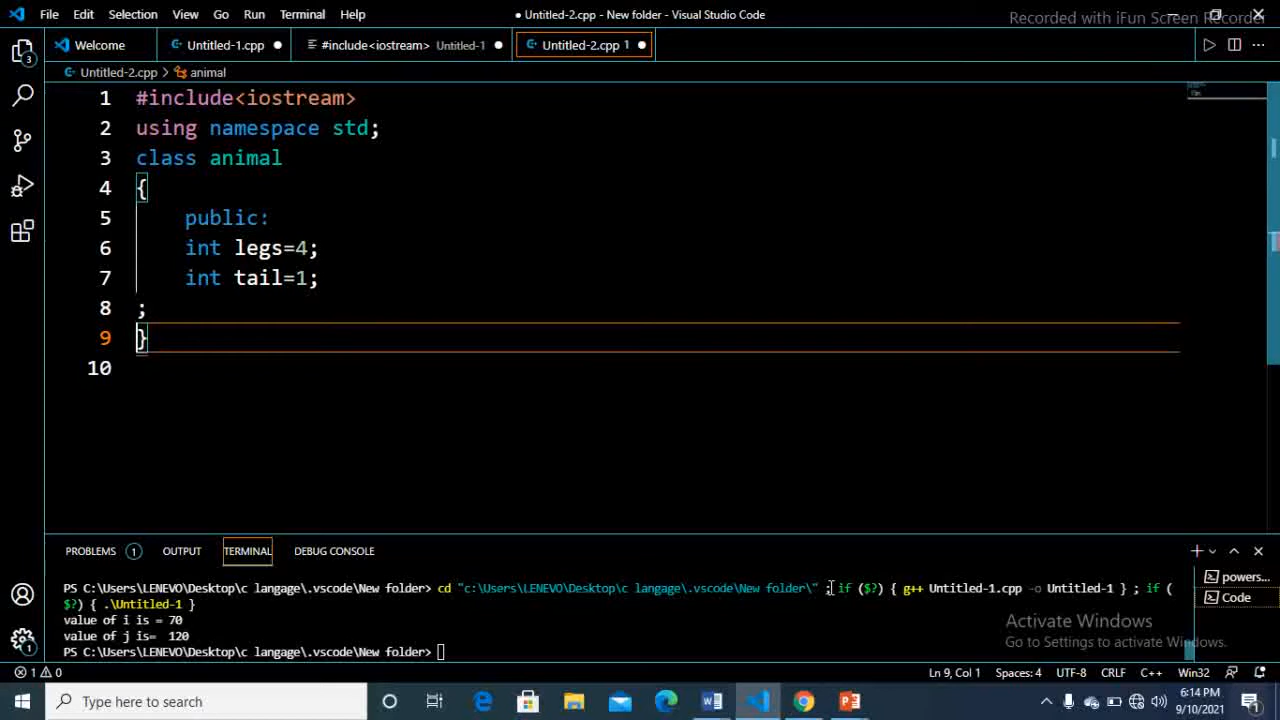 File Edit Selection View Go Run Terminal Help ● Untitled-2.cpp - New folder - Visual Studio Code
Recorded with iFun Screen Recorder
Welcome Untitled-1.cpp #include<iostream> Untitled-1 Untitled-2.cpp 1
Untitled-2.cpp > animal
1 #include<iostream>
2 using namespace std;
3 class animal
4 {
5 public:
6 int legs=4;
7 int tail=1;
8 ;
9 }
10
PROBLEMS 1 OUTPUT TERMINAL DEBUG CONSOLE
PS C:\Users\LENEVO\Desktop\c langage\.vscode\New folder> cd "c:\Users\LENEVO\Desktop\c langage\.vscode\New folder\" ; if ($?) { g++ Untitled-1.cpp -o Untitled-1 } ; if (
$?) { .\Untitled-1 }
value of i is = 70
value of j is= 120
PS C:\Users\LENEVO\Desktop\c langage\.vscode\New folder>
powers...
Code
3
1
Activate Windows
Go to Settings to activate Windows.
1 0 Ln 9, Col 1 Spaces: 4 UTF-8 CRLF C++ Win32
Type here to search
6:14 PM
9/10/2021
1